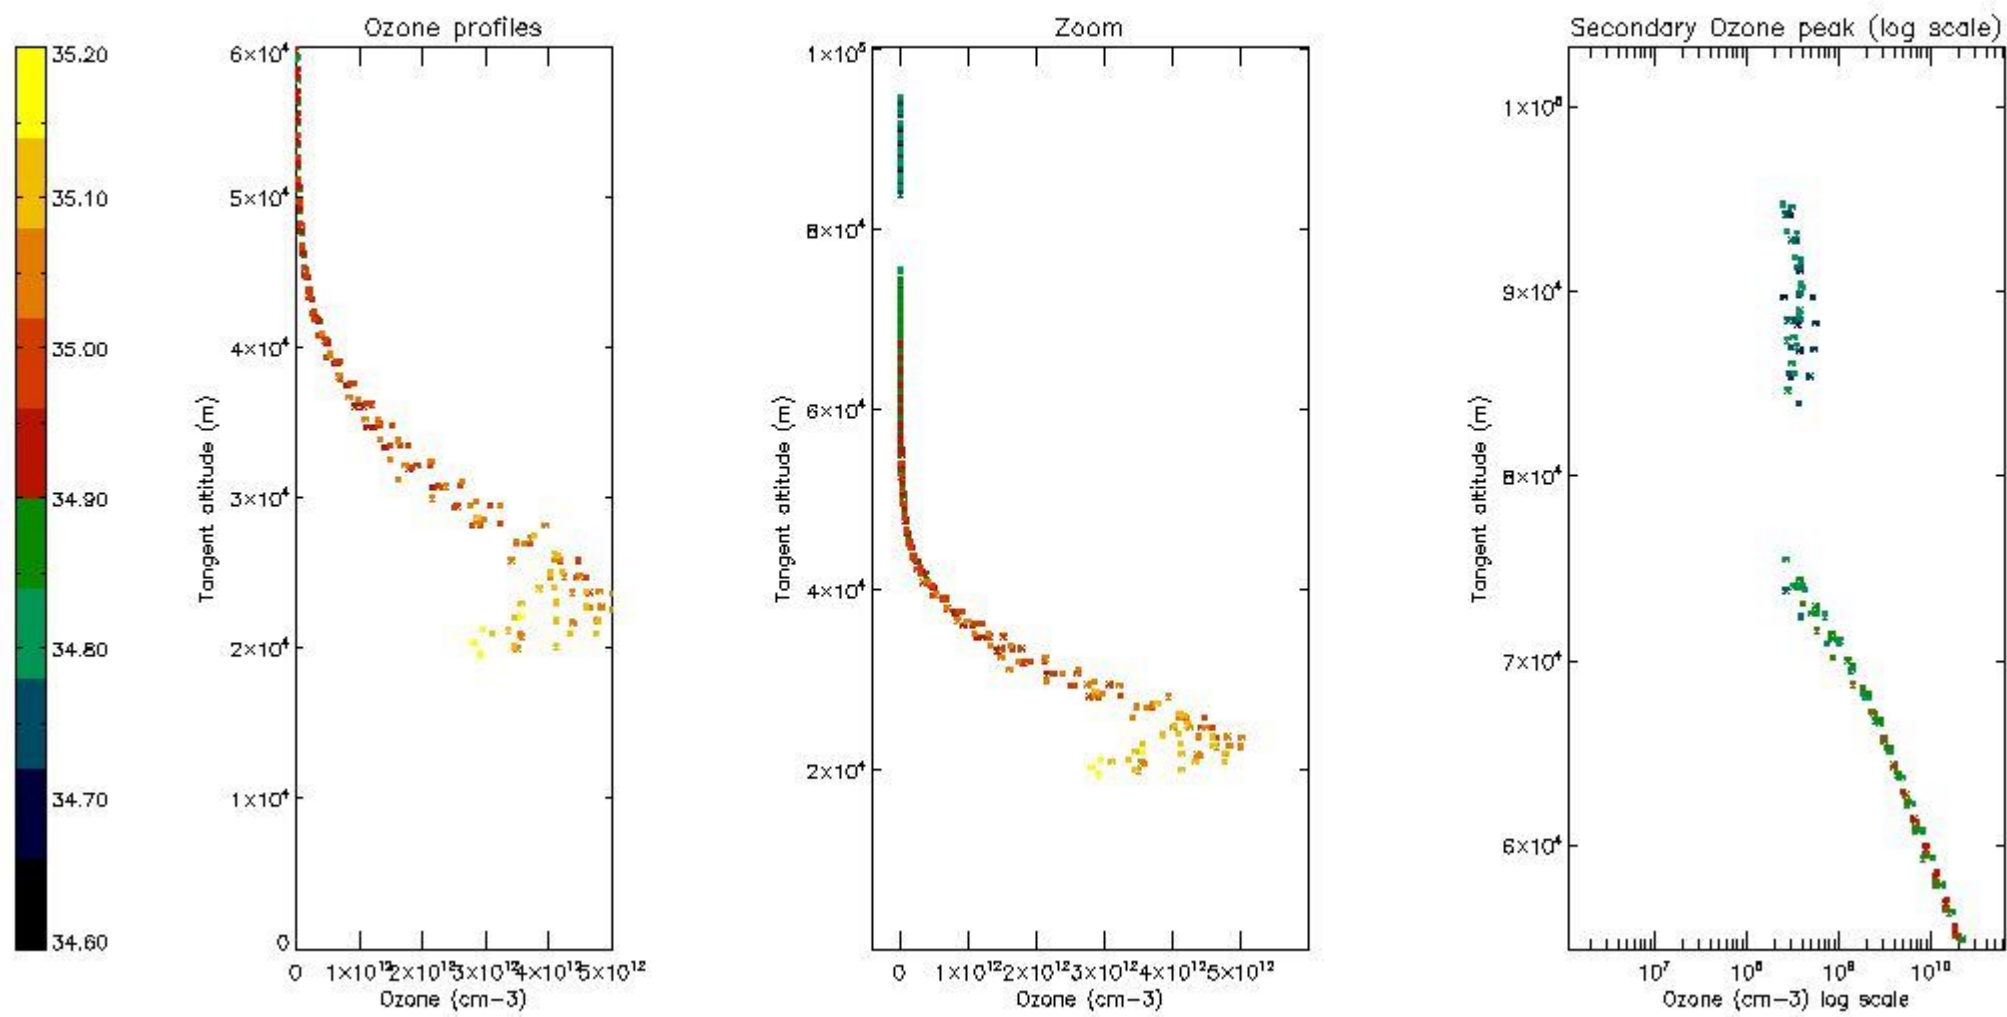 Ozone profiles
Zoom
Secondary Ozone peak (log scale)
35.20
35.10
35.00
34.90
34.80
34.70
34.60
6×10⁴
5×10⁴
4×10⁴
3×10⁴
2×10⁴
1×10⁴
0
Tangent altitude (m)
0 1×10¹² 2×10¹² 3×10¹² 4×10¹² 5×10¹²
Ozone (cm−3)
1×10⁵
8×10⁴
6×10⁴
4×10⁴
2×10⁴
Tangent altitude (m)
0 1×10¹² 2×10¹² 3×10¹² 4×10¹² 5×10¹²
Ozone (cm−3)
1×10⁵
9×10⁴
8×10⁴
7×10⁴
6×10⁴
Tangent altitude (m)
10⁷ 10⁸ 10⁹ 10¹⁰
Ozone (cm−3) log scale